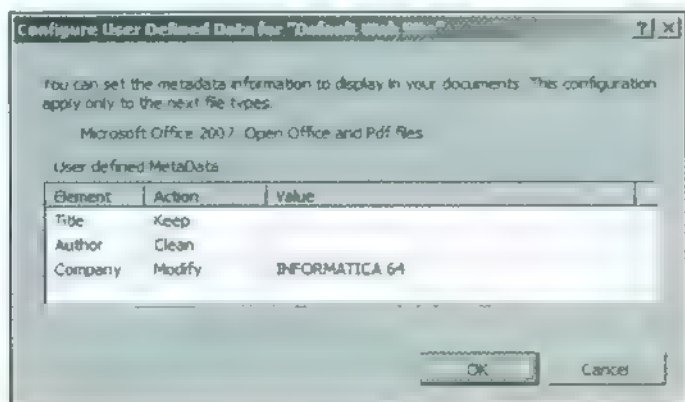 Configure User Defined Data for "Default Web Site"
You can set the metadata information to display in your documents. This configuration
apply only to the next file types.
Microsoft Office 2007, Open Office and Pdf files
User defined MetaData
Element Action Value
Title Keep
Author Clean
Company Modify INFORMATICA 64
OK Cancel